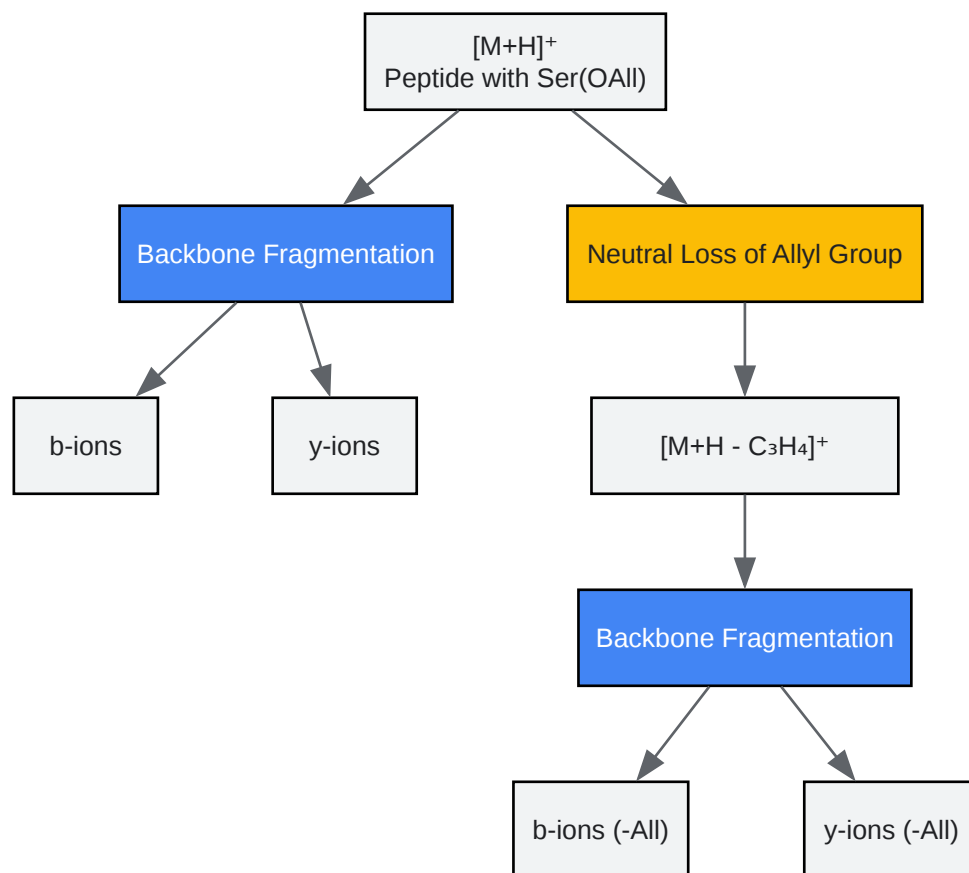 [M+H]⁺
Peptide with Ser(OAll)
Backbone Fragmentation
Neutral Loss of Allyl Group
b-ions
y-ions
[M+H - C₃H₄]⁺
Backbone Fragmentation
b-ions (-All)
y-ions (-All)